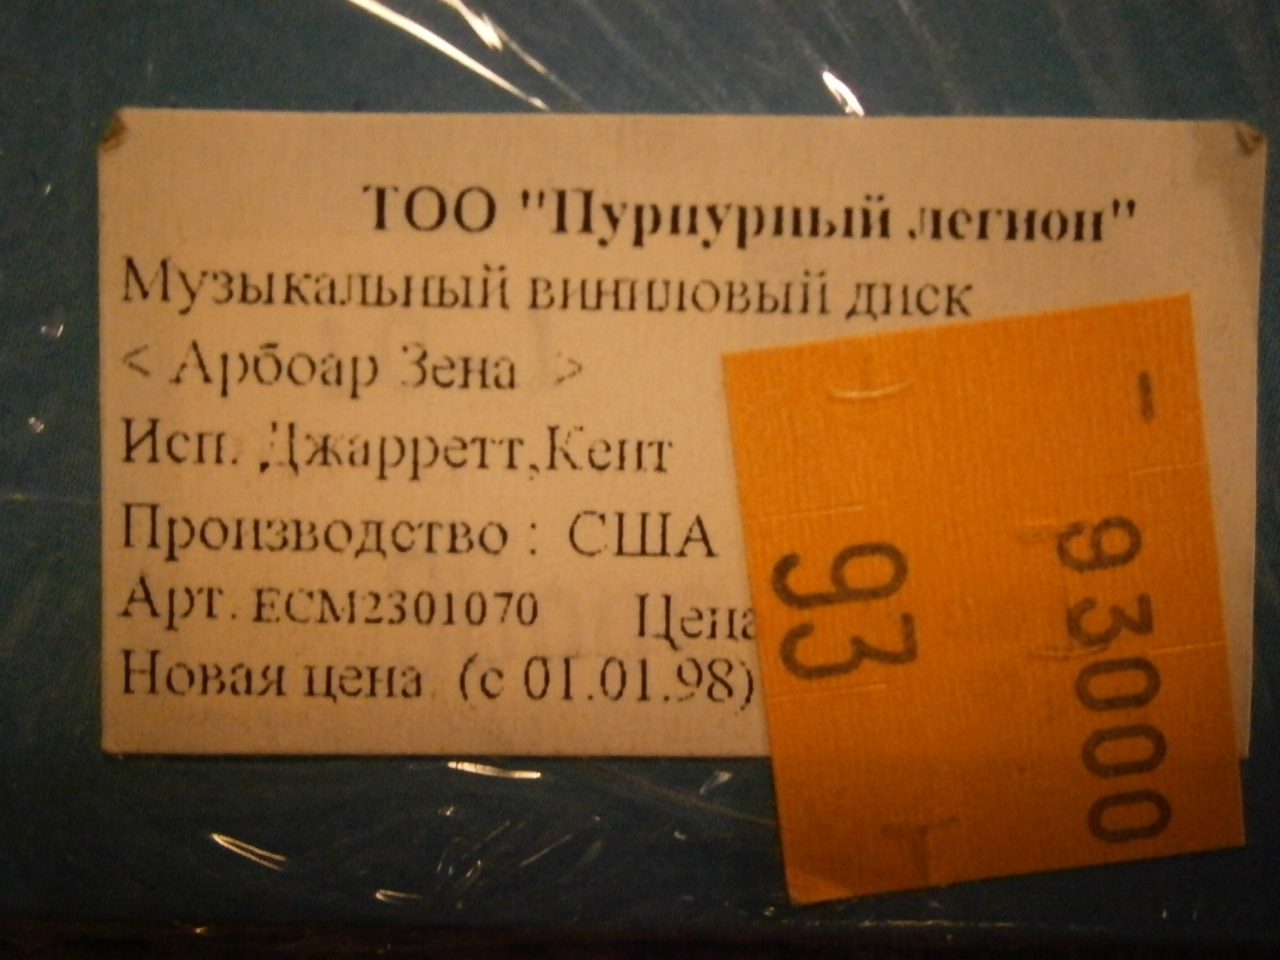 ТОО "Пурпурный легион"
Музыкальный виниловый диск
< Арбоар Зена >
Исп. Джарретт,Кент
Производство : США
Арт. ECM2301070 Цена
Новая цена (с 01.01.98)
- 93000
93